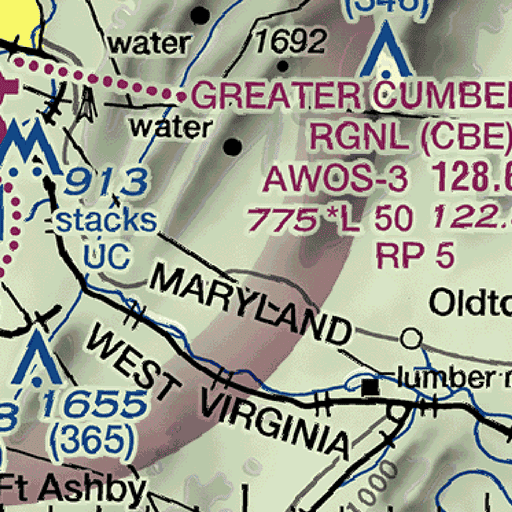 (346)
water
1692
GREATER CUMBE
RGNL (CBE)
water
AWOS-3 128.6
913
775 *L 50 122.
stacks
UC
RP 5
MARYLAND
Oldto
WEST VIRGINIA
lumber
1655
(365)
Ft Ashby
1000